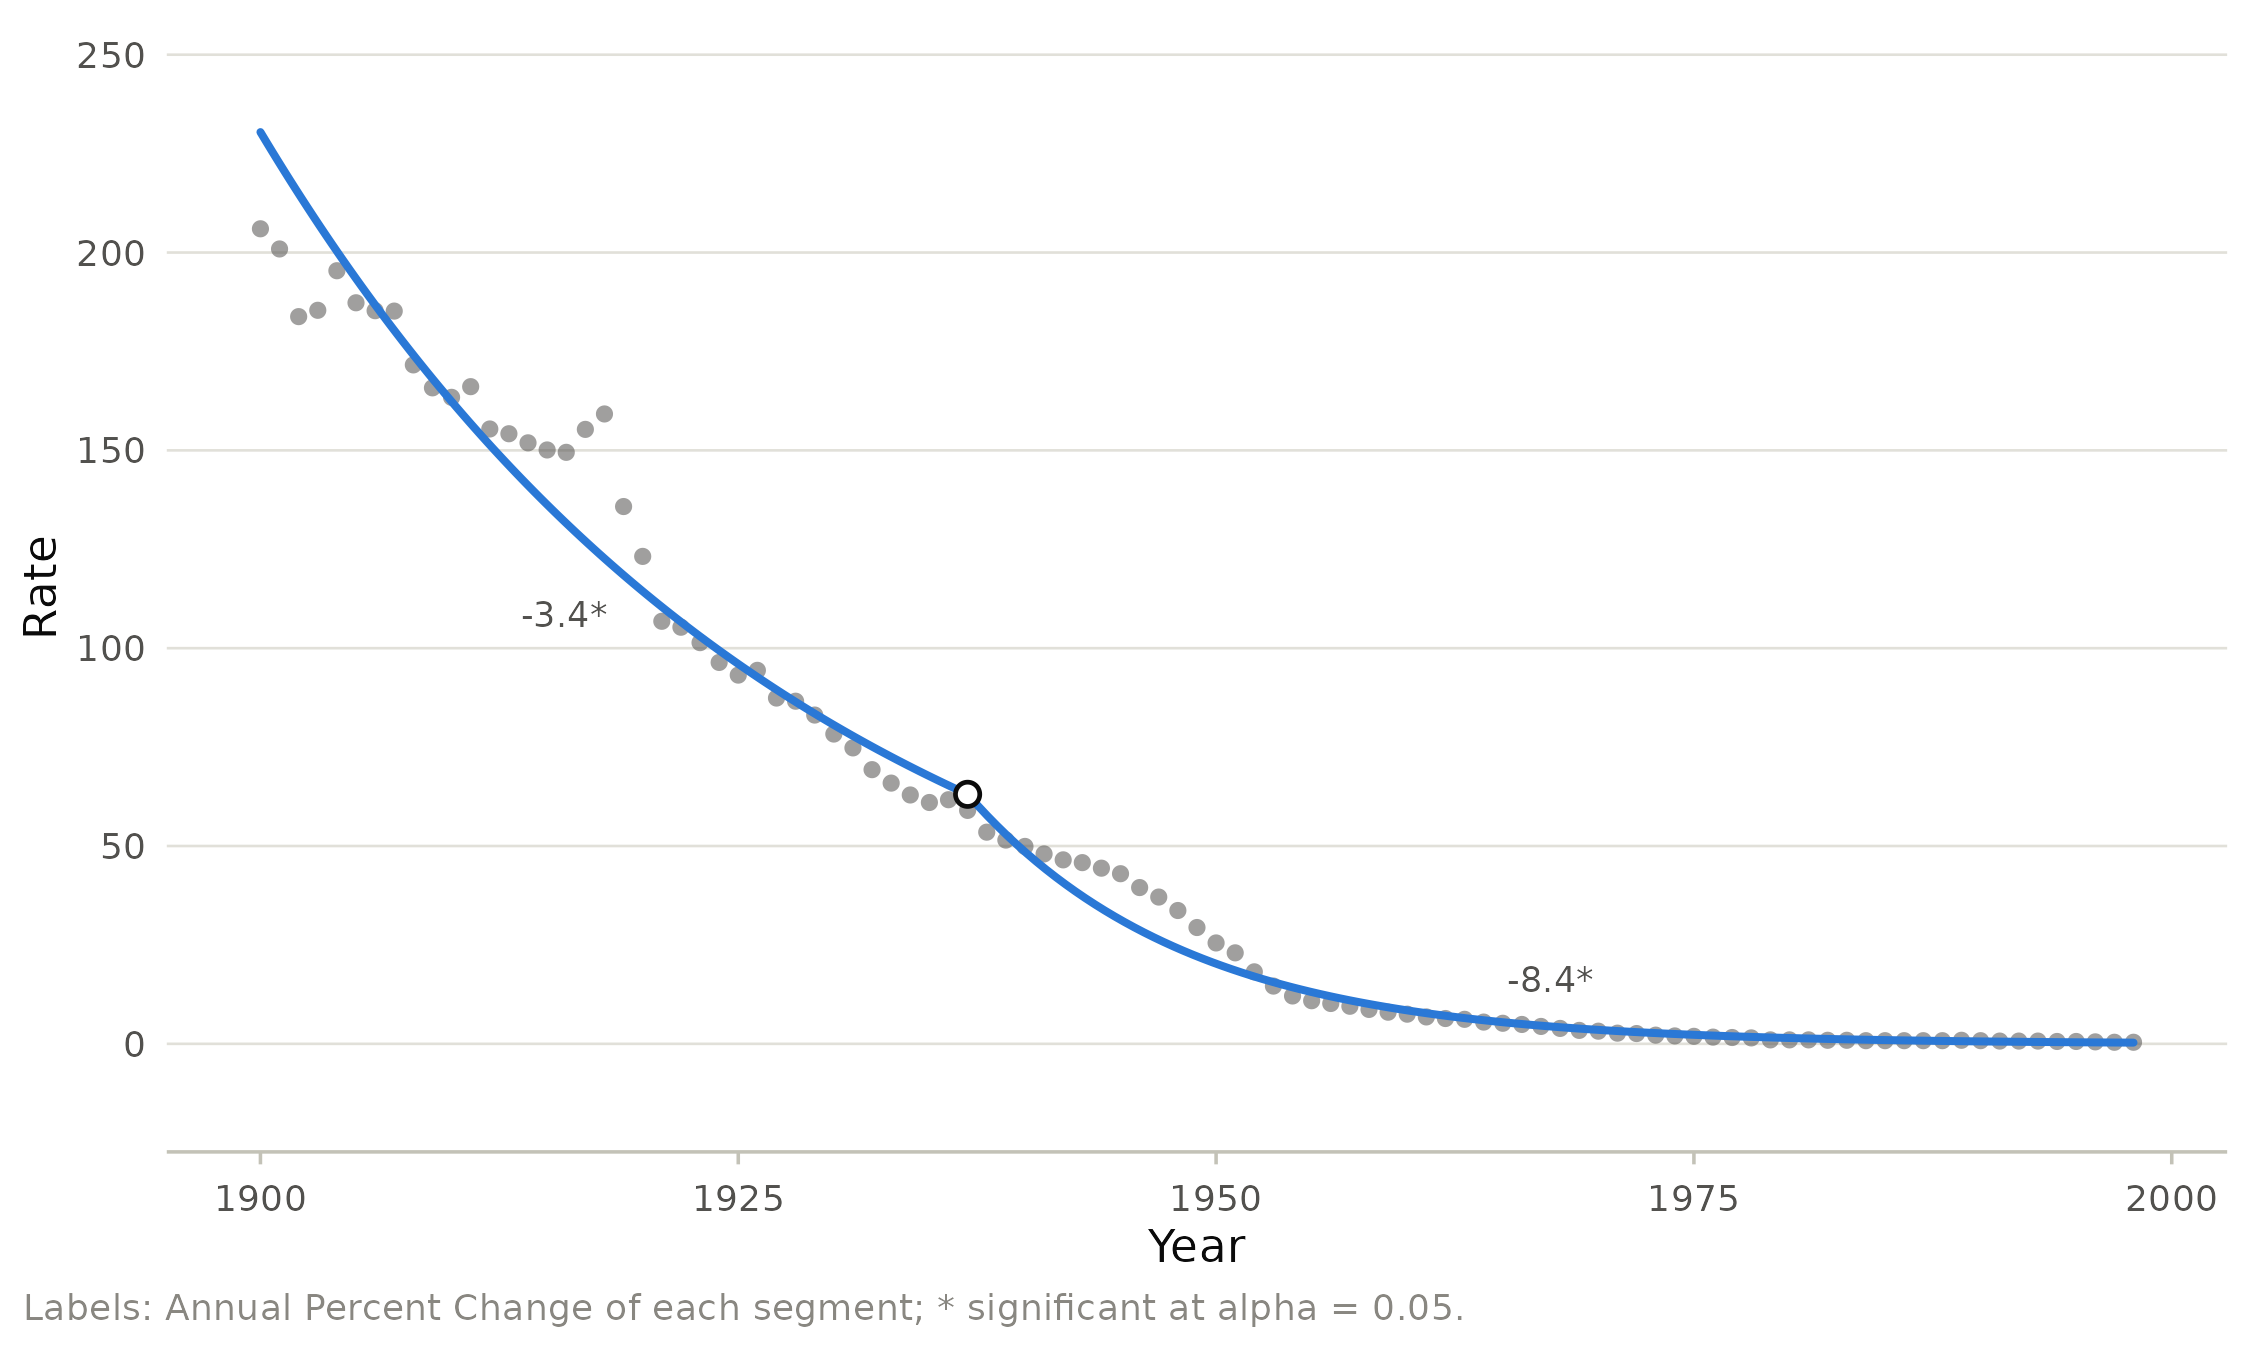 250
200
150
100
50
0
Rate
-3.4*
-8.4*
1900 1925 1950 1975 2000
Year
Labels: Annual Percent Change of each segment; * significant at alpha = 0.05.